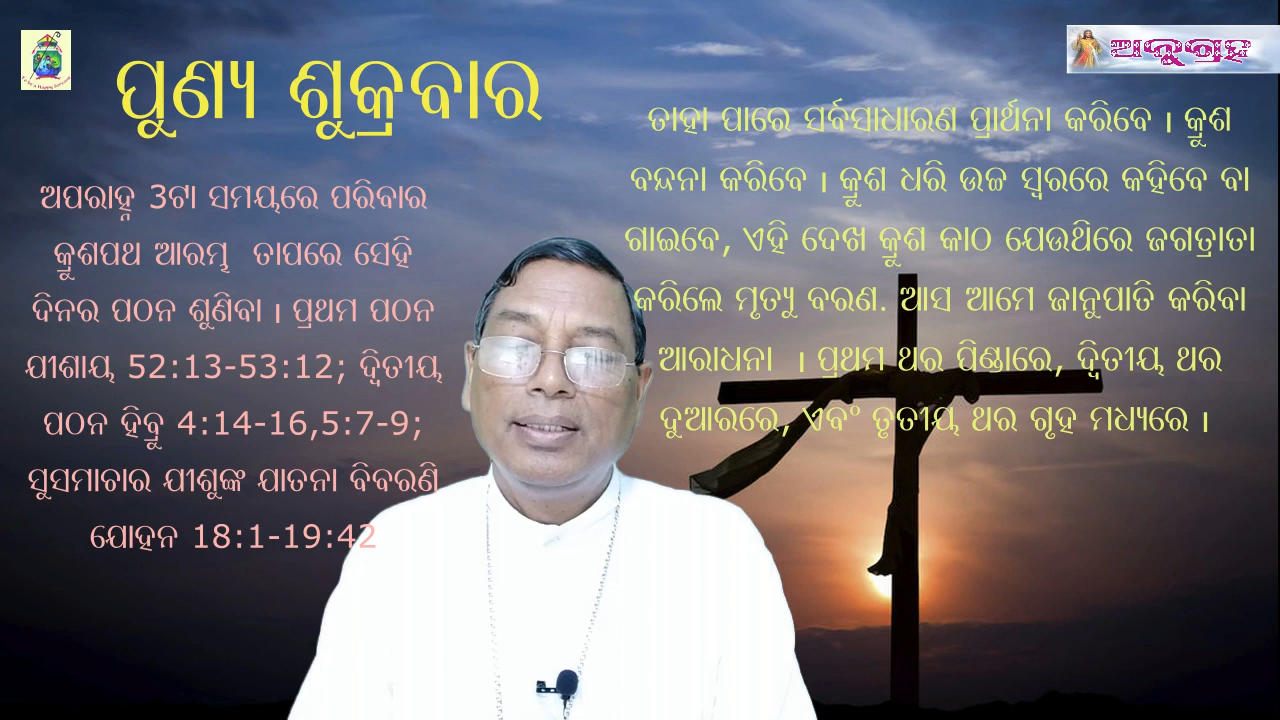 ପୁଣ୍ୟ ଶୁକ୍ରବାର
ଅପରାହ୍ନ 3ଟା ସମୟରେ ପରିବାର
କ୍ରୁଶପଥ ଆରମ୍ଭ ତାପରେ ସେହି
ଦିନର ପଠନ ଶୁଣିବା । ପ୍ରଥମ ପଠନ
ଯୀଶାୟ 52:13-53:12; ଦ୍ୱିତୀୟ
ପଠନ ହିବ୍ରୁ 4:14-16,5:7-9;
ସୁସମାଚାର ଯୀଶୁଙ୍କ ଯାତନା ବିବରଣି
ଯୋହନ 18:1-19:42
ଅନୁଗ୍ରହ
ତାହା ପାରେ ସର୍ବସାଧାରଣ ପ୍ରାର୍ଥନା କରିବେ । କ୍ରୁଶ
ବନ୍ଦନା କରିବେ । କ୍ରୁଶ ଧରି ଉଚ୍ଚ ସ୍ୱରରେ କହିବେ ବା
ଗାଇବେ, ଏହି ଦେଖ କ୍ରୁଶ କାଠ ଯେଉଥିରେ ଜଗତ୍ରାତା
କରିଲେ ମୃତ୍ୟୁ ବରଣ. ଆସ ଆମେ ଜାନୁପାତି କରିବା
ଆରାଧନା । ପ୍ରଥମ ଥର ପିଣ୍ଡାରେ, ଦ୍ୱିତୀୟ ଥର
ଦୁଆରରେ, ଏବଂ ତୃତୀୟ ଥର ଗୃହ ମଧ୍ୟରେ ।